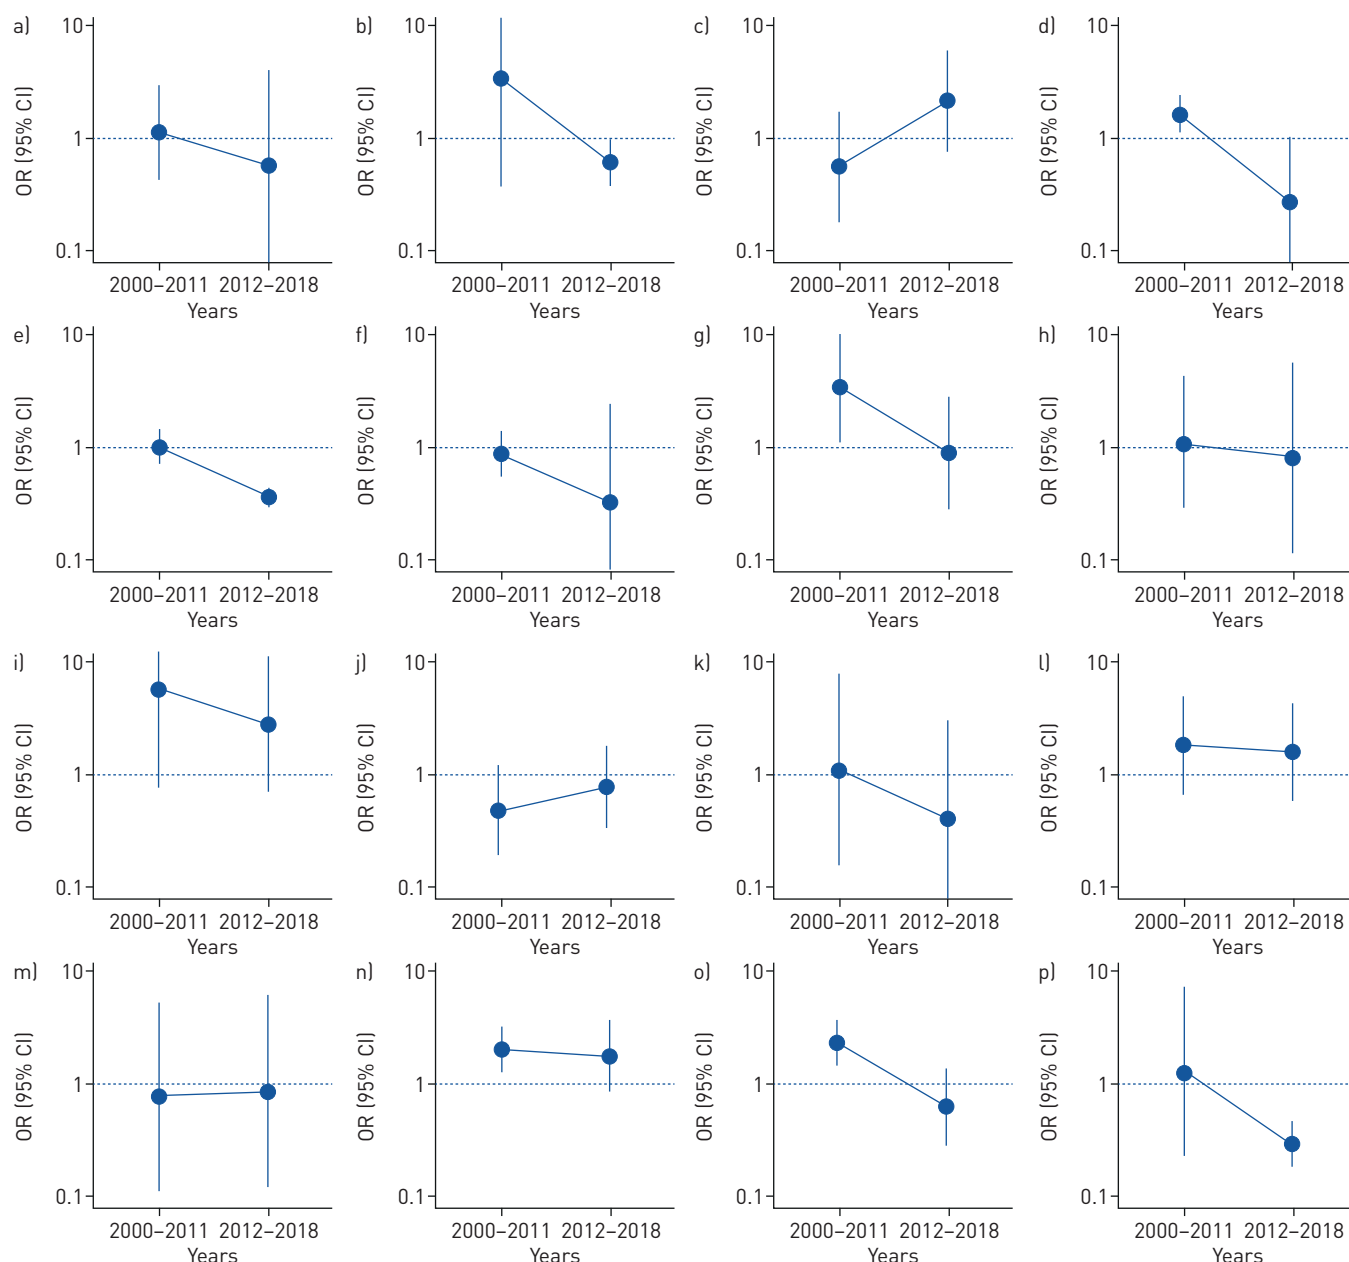 a) b) c) d)
10 10 10 10
OR (95% CI) OR (95% CI) OR (95% CI) OR (95% CI)
1 1 1 1
0.1 0.1 0.1 0.1
2000–2011 2012–2018 2000–2011 2012–2018 2000–2011 2012–2018 2000–2011 2012–2018
Years Years Years Years
e) f) g) h)
10 10 10 10
OR (95% CI) OR (95% CI) OR (95% CI) OR (95% CI)
1 1 1 1
0.1 0.1 0.1 0.1
2000–2011 2012–2018 2000–2011 2012–2018 2000–2011 2012–2018 2000–2011 2012–2018
Years Years Years Years
i) j) k) l)
10 10 10 10
OR (95% CI) OR (95% CI) OR (95% CI) OR (95% CI)
1 1 1 1
0.1 0.1 0.1 0.1
2000–2011 2012–2018 2000–2011 2012–2018 2000–2011 2012–2018 2000–2011 2012–2018
Years Years Years Years
m) n) o) p)
10 10 10 10
OR (95% CI) OR (95% CI) OR (95% CI) OR (95% CI)
1 1 1 1
0.1 0.1 0.1 0.1
2000–2011 2012–2018 2000–2011 2012–2018 2000–2011 2012–2018 2000–2011 2012–2018
Years Years Years Years